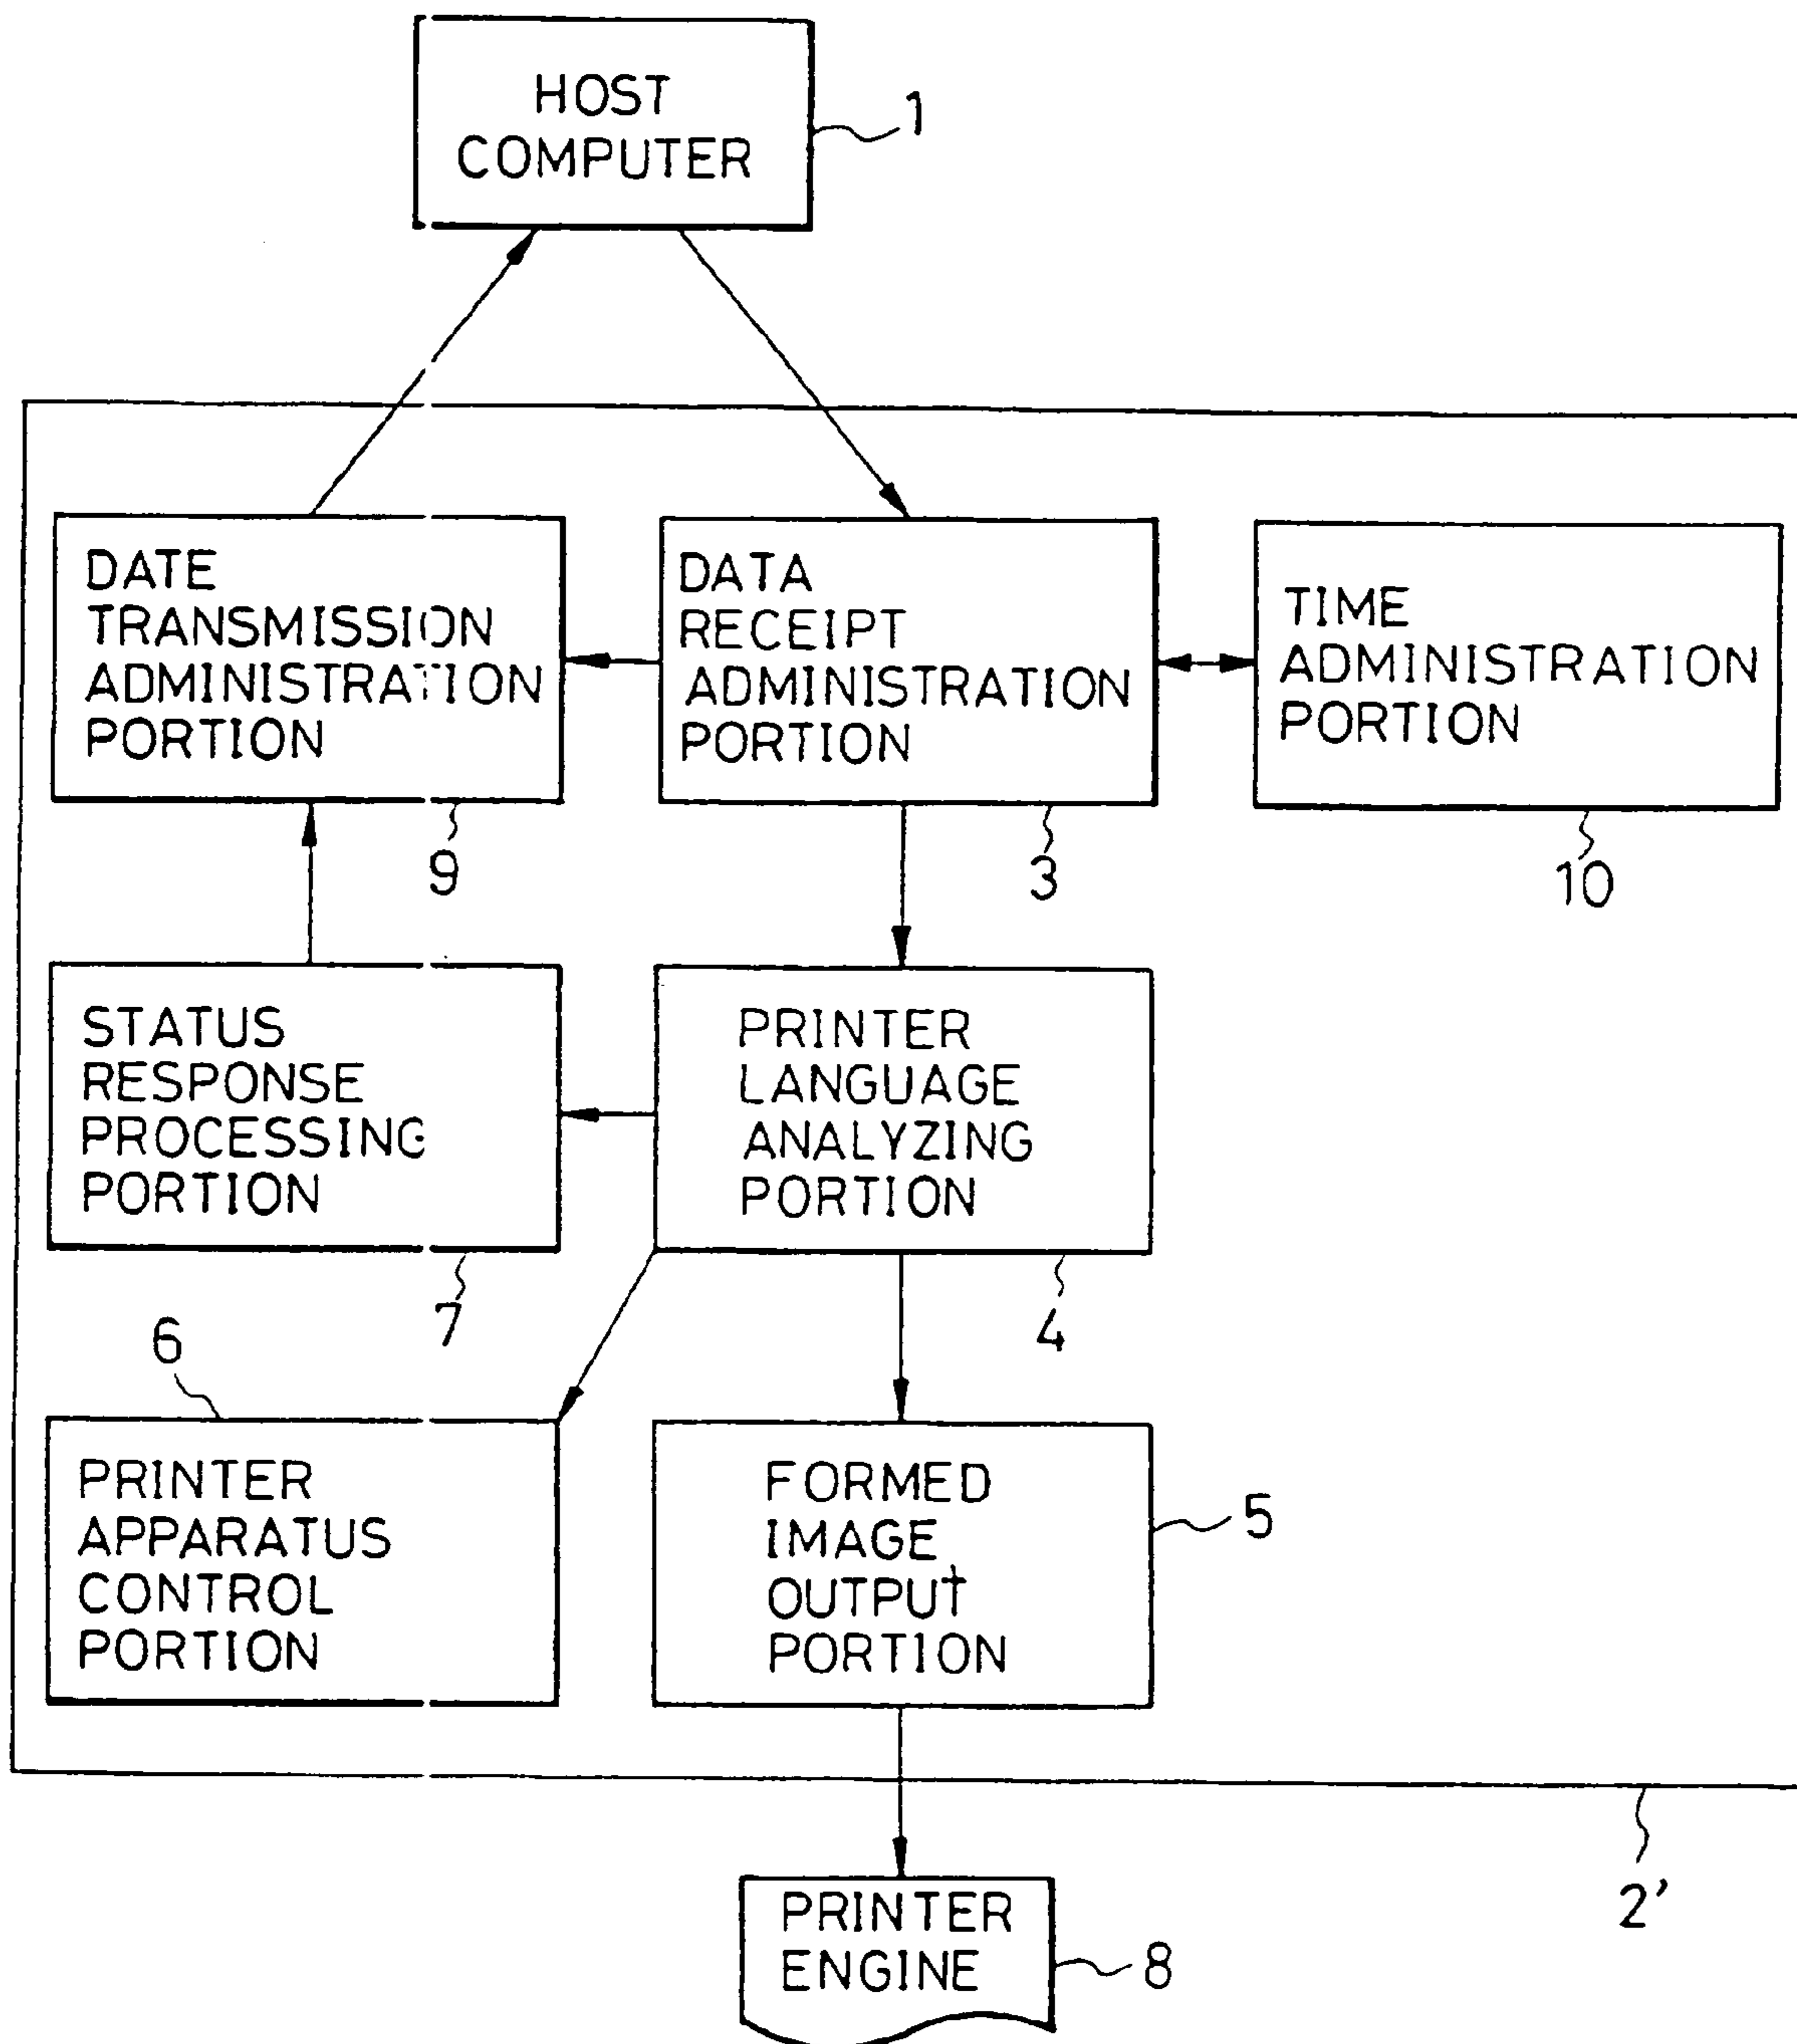 HOST
COMPUTER
1
DATE
TRANSMISSION
ADMINISTRATION
PORTION
9
DATA
RECEIPT
ADMINISTRATION
PORTION
3
TIME
ADMINISTRATION
PORTION
10
STATUS
RESPONSE
PROCESSING
PORTION
7
PRINTER
LANGUAGE
ANALYZING
PORTION
4
6
PRINTER
APPARATUS
CONTROL
PORTION
FORMED
IMAGE
OUTPUT
PORTION
5
2'
PRINTER
ENGINE
8